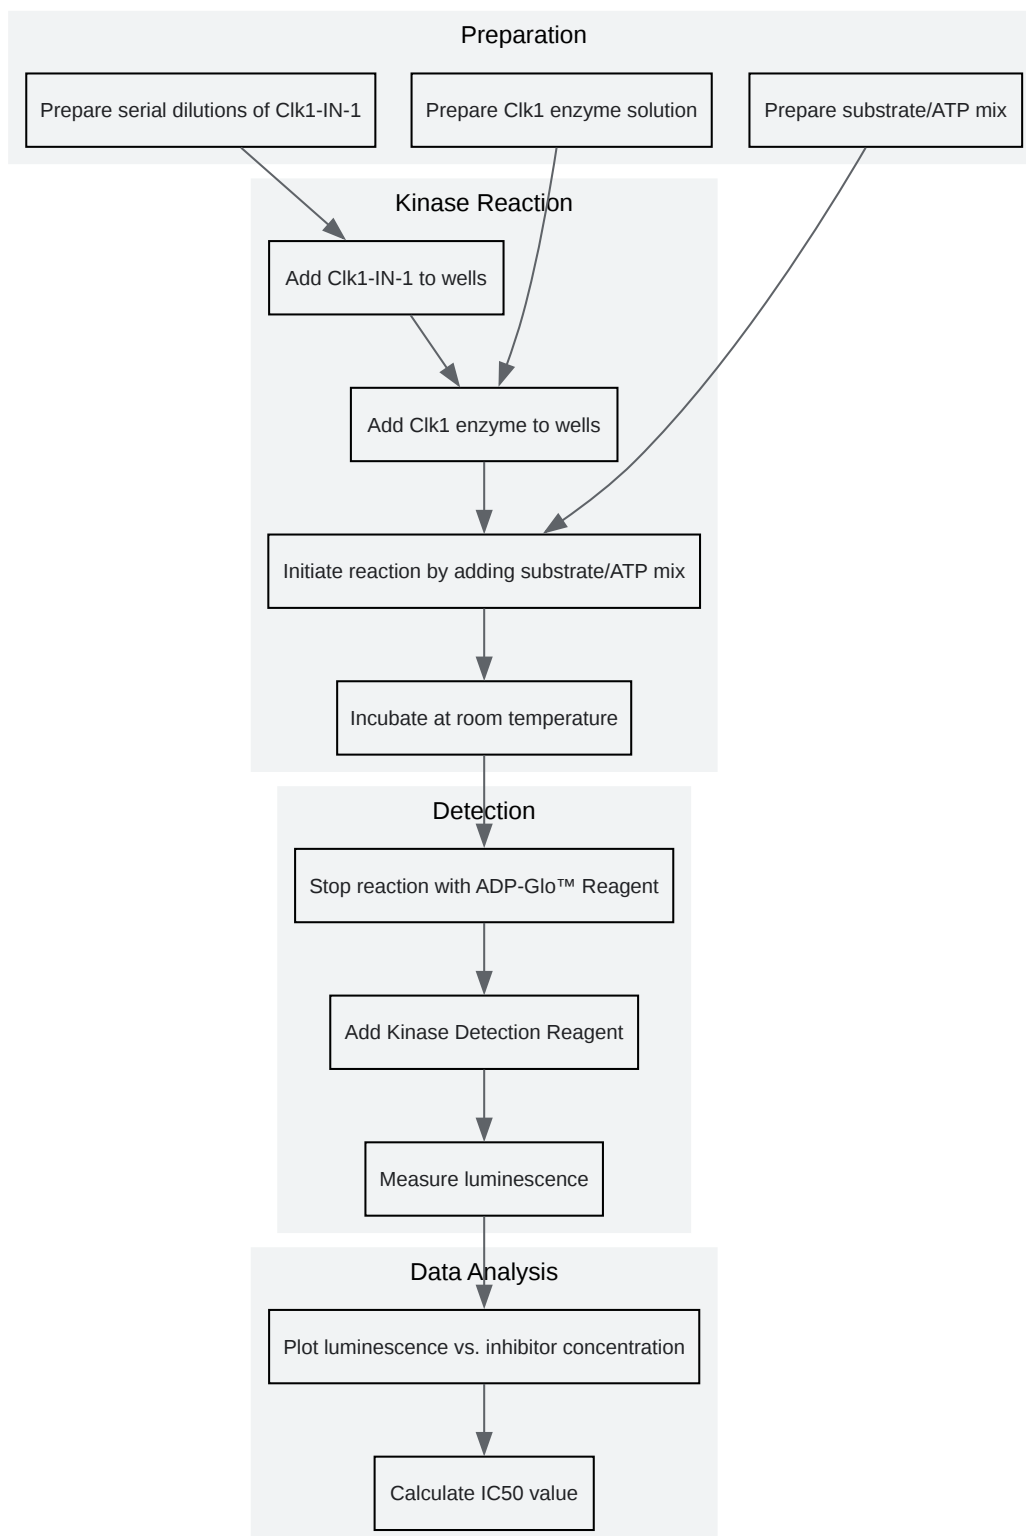 Preparation
Prepare serial dilutions of Clk1-IN-1
Prepare Clk1 enzyme solution
Prepare substrate/ATP mix
Kinase Reaction
Add Clk1-IN-1 to wells
Add Clk1 enzyme to wells
Initiate reaction by adding substrate/ATP mix
Incubate at room temperature
Detection
Stop reaction with ADP-Glo™ Reagent
Add Kinase Detection Reagent
Measure luminescence
Data Analysis
Plot luminescence vs. inhibitor concentration
Calculate IC50 value